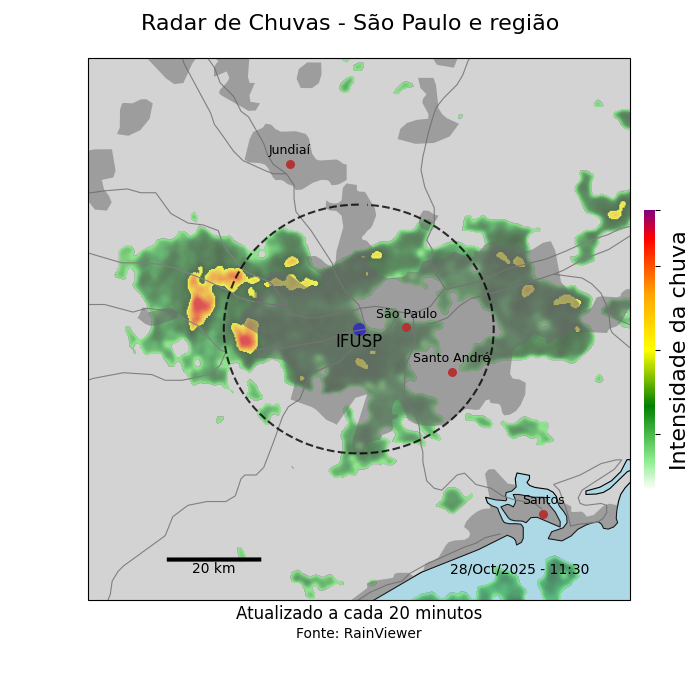 Radar de Chuvas - São Paulo e região
Jundiaí
São Paulo
IFUSP
Santo André
Santos
20 km
28/Oct/2025 - 11:30
Intensidade da chuva
Atualizado a cada 20 minutos
Fonte: RainViewer